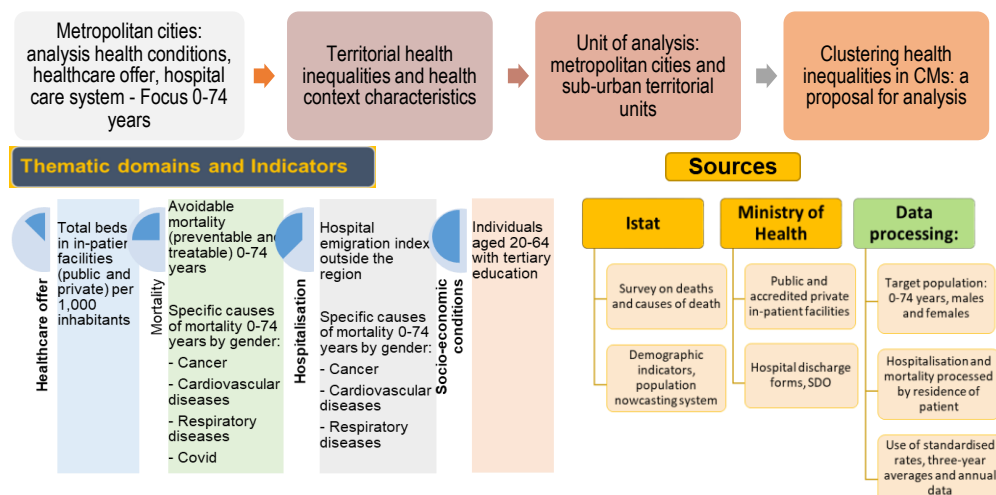 Metropolitan cities:
analysis health conditions,
healthcare offer, hospital
care system - Focus 0-74
years
Territorial health
inequalities and health
context characteristics
Unit of analysis:
metropolitan cities and
sub-urban territorial
units
Clustering health
inequalities in CMs: a
proposal for analysis
Thematic domains and Indicators
Healthcare offer
Total beds
in in-patier
facilities
(public and
private) per
1,000
inhabitants
Mortality
Avoidable
mortality
(preventable and
treatable) 0-74
years
Specific causes
of mortality 0-74
years by gender:
- Cancer
- Cardiovascular
diseases
- Respiratory
diseases
- Covid
Hospitalisation
Hospital
emigration index
outside the
region
Specific causes
of mortality 0-74
years by gender:
- Cancer
- Cardiovascular
diseases
- Respiratory
diseases
Socio-economic
conditions
Individuals
aged 20-64
with tertiary
education
Sources
Istat
Survey on deaths
and causes of death
Demographic
indicators,
population
nowcasting system
Ministry of
Health
Public and
accredited private
in-patient facilities
Hospital discharge
forms, SDO
Data
processing:
Target population:
0-74 years, males
and females
Hospitalisation and
mortality processed
by residence of
patient
Use of standardised
rates, three-year
averages and annual
data